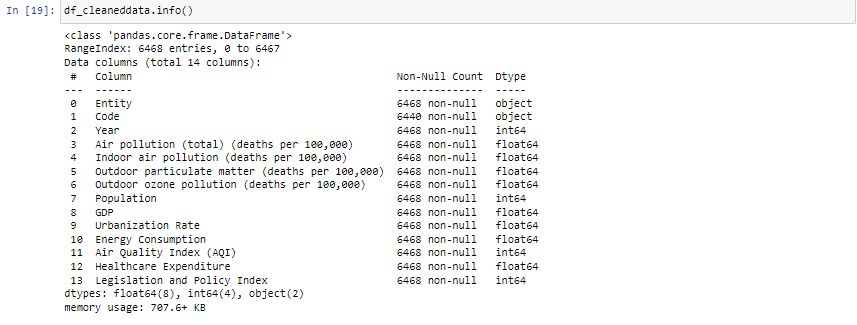 In [19]: df_cleaneddata.info()
<class 'pandas.core.frame.DataFrame'>
RangeIndex: 6468 entries, 0 to 6467
Data columns (total 14 columns):
 #   Column                                              Non-Null Count  Dtype
---  ------                                              --------------  -----
 0   Entity                                              6468 non-null   object
 1   Code                                                6440 non-null   object
 2   Year                                                6468 non-null   int64
 3   Air pollution (total) (deaths per 100,000)          6468 non-null   float64
 4   Indoor air pollution (deaths per 100,000)           6468 non-null   float64
 5   Outdoor particulate matter (deaths per 100,000)     6468 non-null   float64
 6   Outdoor ozone pollution (deaths per 100,000)        6468 non-null   float64
 7   Population                                          6468 non-null   int64
 8   GDP                                                 6468 non-null   float64
 9   Urbanization Rate                                   6468 non-null   float64
 10  Energy Consumption                                  6468 non-null   float64
 11  Air Quality Index (AQI)                             6468 non-null   int64
 12  Healthcare Expenditure                              6468 non-null   float64
 13  Legislation and Policy Index                        6468 non-null   int64
dtypes: float64(8), int64(4), object(2)
memory usage: 707.6+ KB